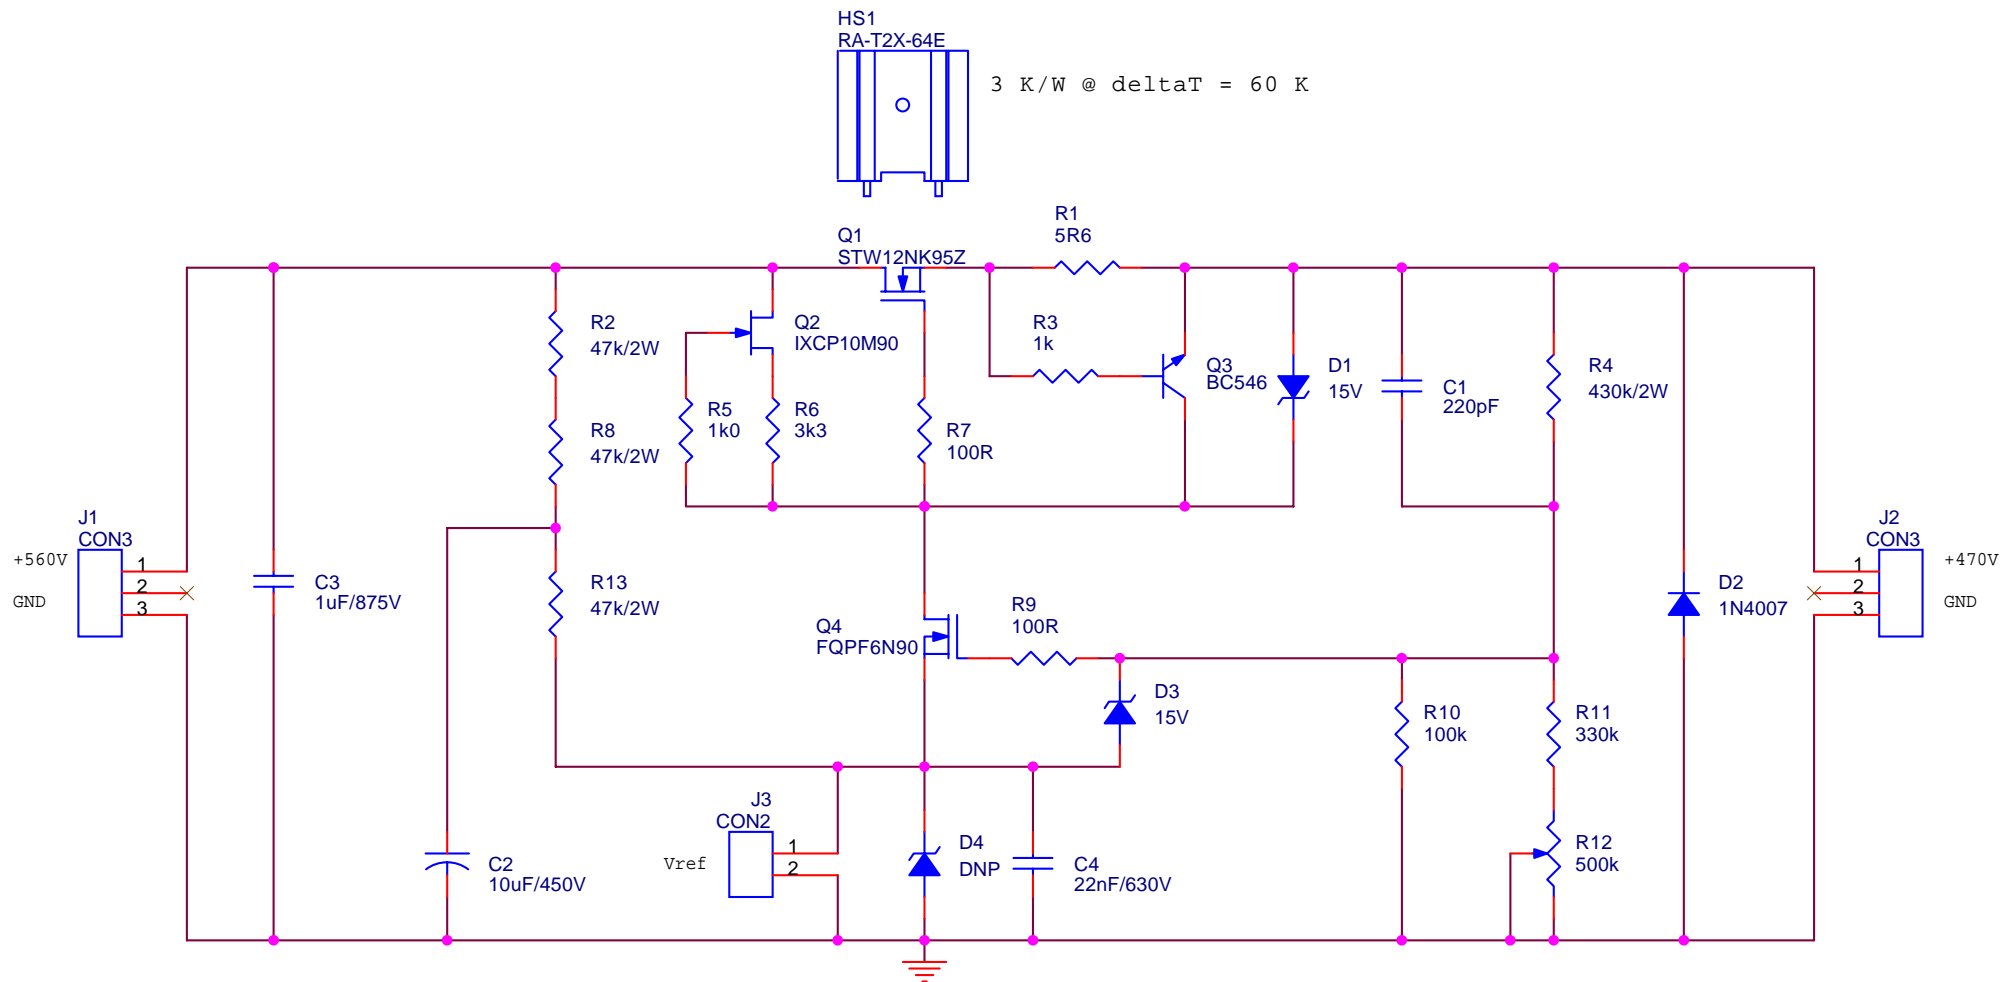 HS1
RA-T2X-64E
3 K/W @ deltaT = 60 K
R1
5R6
Q1
STW12NK95Z
R2
47k/2W
Q2
IXCP10M90
R3
1k
Q3
BC546
D1
15V
C1
220pF
R4
430k/2W
R5
1k0
R6
3k3
R7
100R
R8
47k/2W
J1
CON3
+560V
GND
1
2
3
C3
1uF/875V
R13
47k/2W
Q4
FQPF6N90
R9
100R
D2
1N4007
J2
CON3
1
2
3
+470V
GND
D3
15V
R10
100k
R11
330k
J3
CON2
Vref
1
2
C2
10uF/450V
D4
DNP
C4
22nF/630V
R12
500k